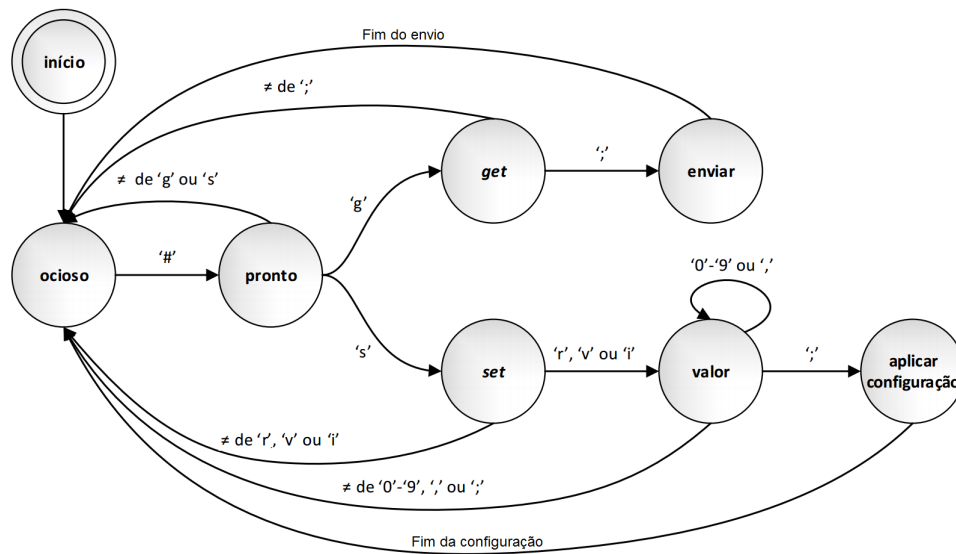 Fim do envio
início
≠ de ‘;’
get
‘;’
enviar
≠ de ‘g’ ou ‘s’
‘g’
ocioso
‘#’
pronto
‘0’-‘9’ ou ‘,’
‘s’
set
‘r’, ‘v’ ou ‘i’
valor
‘;’
aplicar
configuração
≠ de ‘r’, ‘v’ ou ‘i’
≠ de ‘0’-‘9’, ‘,’ ou ‘;’
Fim da configuração